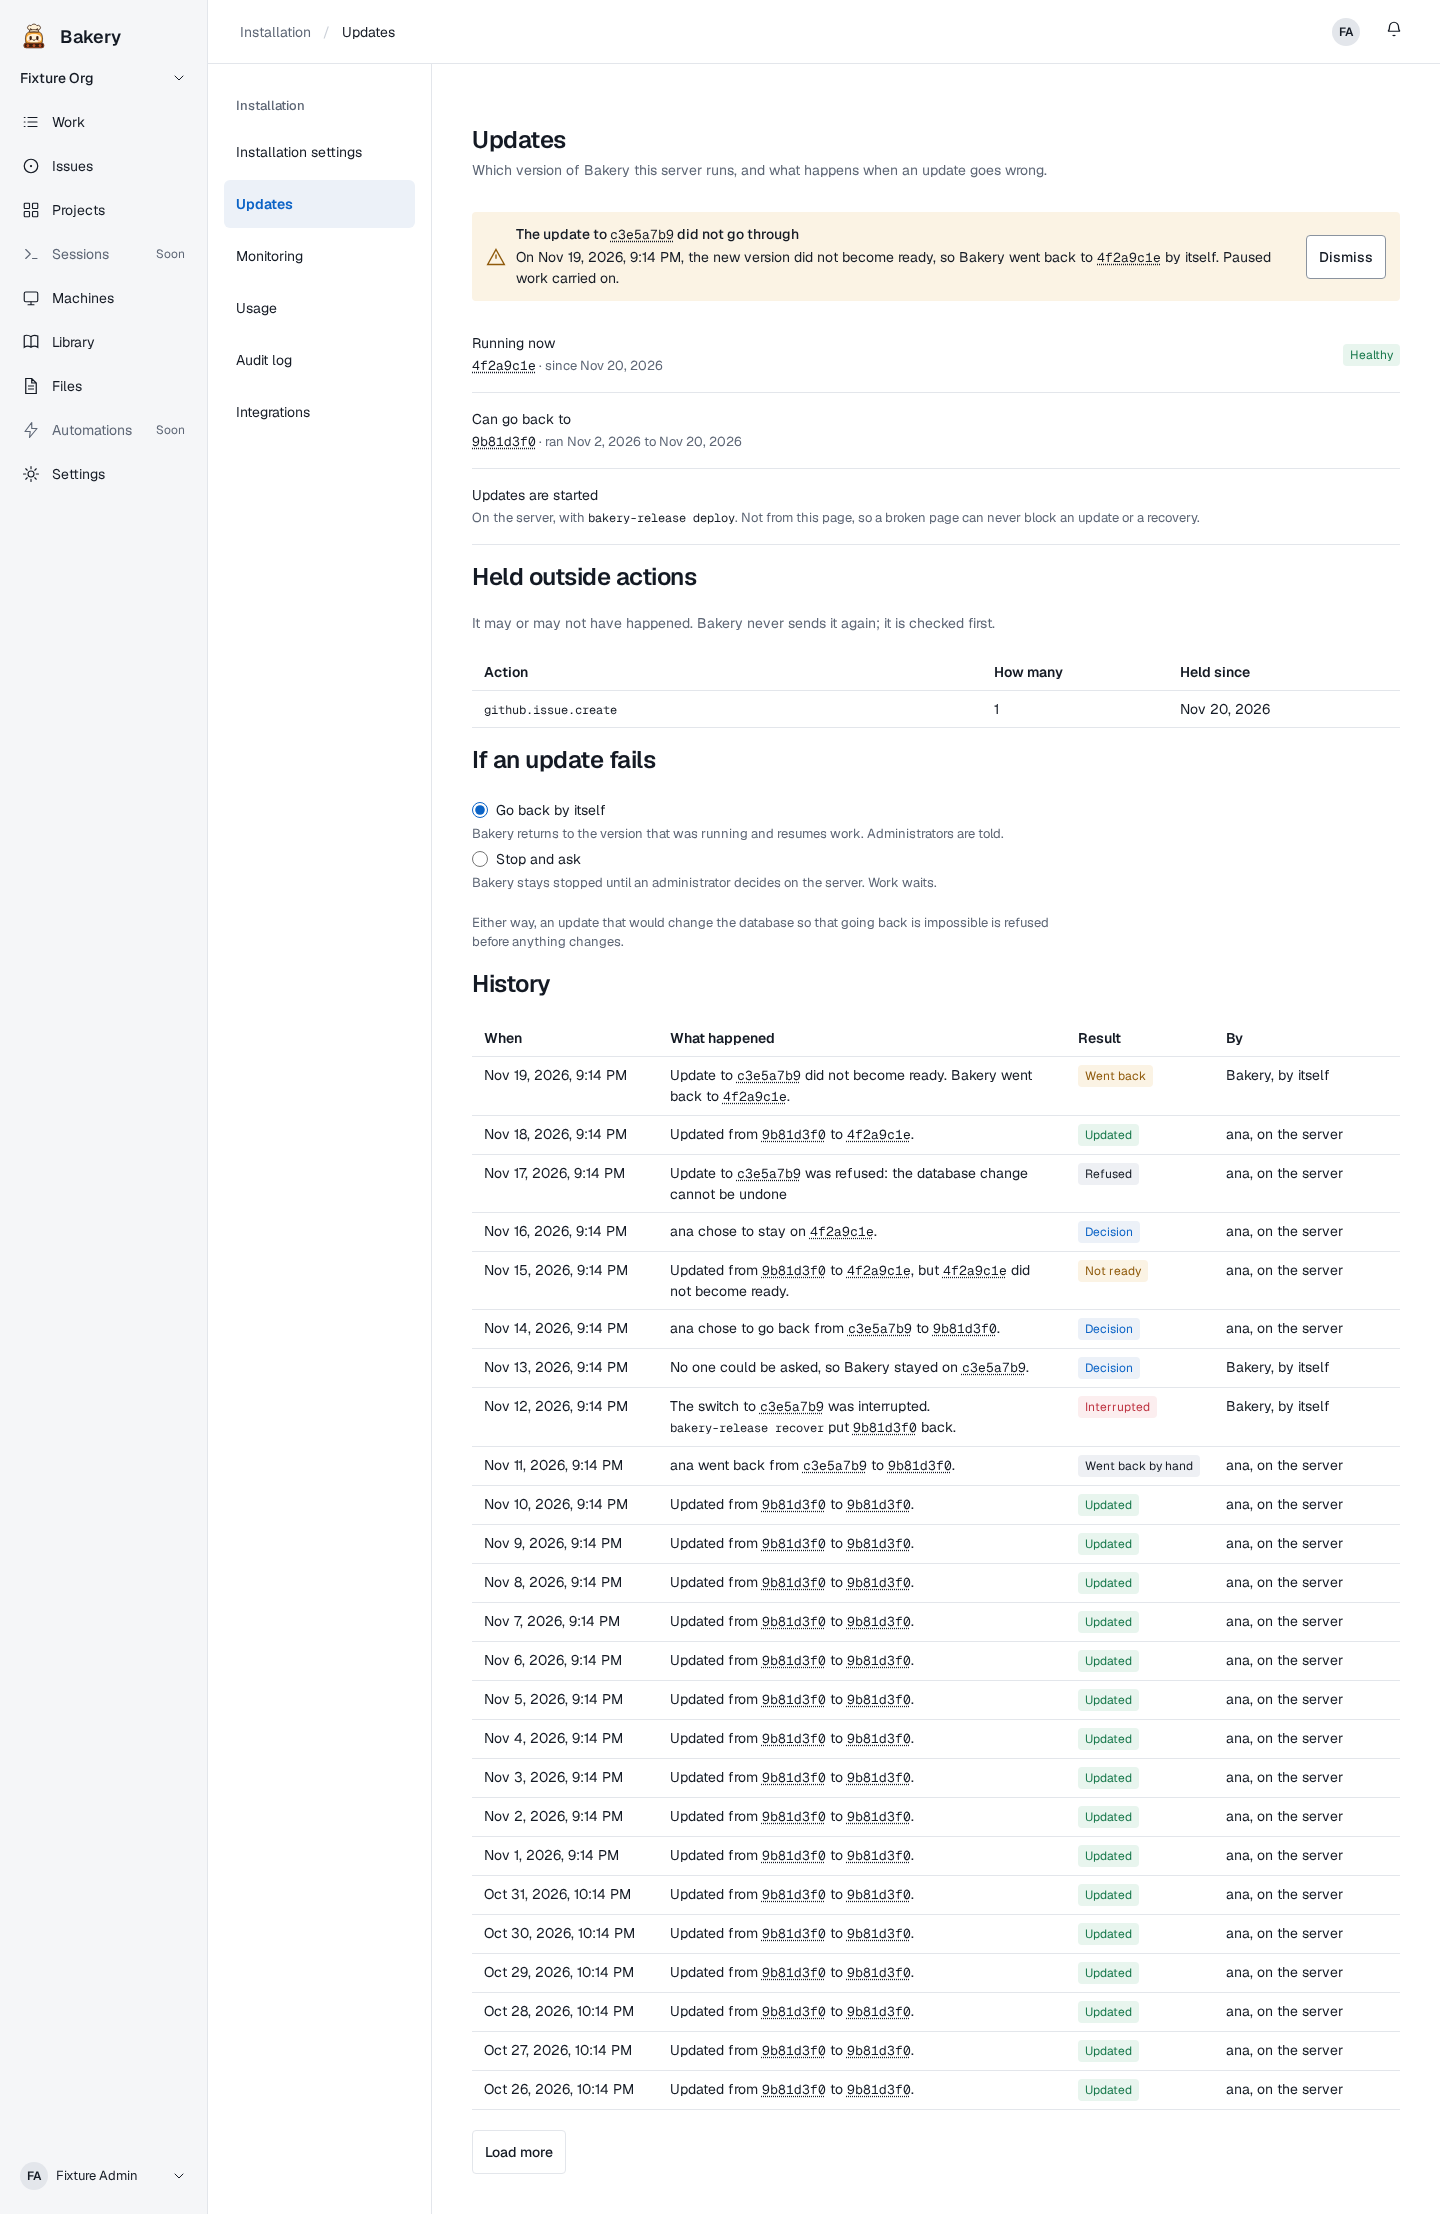 Bakery
Fixture Org
Work
Issues
Projects
Sessions Soon
Machines
Library
Files
Automations Soon
Settings
FA Fixture Admin
Installation / Updates
FA
Installation
Installation settings
Updates
Monitoring
Usage
Audit log
Integrations
Updates
Which version of Bakery this server runs, and what happens when an update goes wrong.
The update to c3e5a7b9 did not go through
On Nov 19, 2026, 9:14 PM, the new version did not become ready, so Bakery went back to 4f2a9c1e by itself. Paused
work carried on.
Dismiss
Running now
4f2a9c1e · since Nov 20, 2026
Healthy
Can go back to
9b81d3f0 · ran Nov 2, 2026 to Nov 20, 2026
Updates are started
On the server, with bakery-release deploy. Not from this page, so a broken page can never block an update or a recovery.
Held outside actions
It may or may not have happened. Bakery never sends it again; it is checked first.
Action How many Held since
github.issue.create 1 Nov 20, 2026
If an update fails
Go back by itself
Bakery returns to the version that was running and resumes work. Administrators are told.
Stop and ask
Bakery stays stopped until an administrator decides on the server. Work waits.
Either way, an update that would change the database so that going back is impossible is refused
before anything changes.
History
When What happened Result By
Nov 19, 2026, 9:14 PM Update to c3e5a7b9 did not become ready. Bakery went Went back Bakery, by itself
back to 4f2a9c1e.
Nov 18, 2026, 9:14 PM Updated from 9b81d3f0 to 4f2a9c1e. Updated ana, on the server
Nov 17, 2026, 9:14 PM Update to c3e5a7b9 was refused: the database change Refused ana, on the server
cannot be undone
Nov 16, 2026, 9:14 PM ana chose to stay on 4f2a9c1e. Decision ana, on the server
Nov 15, 2026, 9:14 PM Updated from 9b81d3f0 to 4f2a9c1e, but 4f2a9c1e did Not ready ana, on the server
not become ready.
Nov 14, 2026, 9:14 PM ana chose to go back from c3e5a7b9 to 9b81d3f0. Decision ana, on the server
Nov 13, 2026, 9:14 PM No one could be asked, so Bakery stayed on c3e5a7b9. Decision Bakery, by itself
Nov 12, 2026, 9:14 PM The switch to c3e5a7b9 was interrupted. Interrupted Bakery, by itself
bakery-release recover put 9b81d3f0 back.
Nov 11, 2026, 9:14 PM ana went back from c3e5a7b9 to 9b81d3f0. Went back by hand ana, on the server
Nov 10, 2026, 9:14 PM Updated from 9b81d3f0 to 9b81d3f0. Updated ana, on the server
Nov 9, 2026, 9:14 PM Updated from 9b81d3f0 to 9b81d3f0. Updated ana, on the server
Nov 8, 2026, 9:14 PM Updated from 9b81d3f0 to 9b81d3f0. Updated ana, on the server
Nov 7, 2026, 9:14 PM Updated from 9b81d3f0 to 9b81d3f0. Updated ana, on the server
Nov 6, 2026, 9:14 PM Updated from 9b81d3f0 to 9b81d3f0. Updated ana, on the server
Nov 5, 2026, 9:14 PM Updated from 9b81d3f0 to 9b81d3f0. Updated ana, on the server
Nov 4, 2026, 9:14 PM Updated from 9b81d3f0 to 9b81d3f0. Updated ana, on the server
Nov 3, 2026, 9:14 PM Updated from 9b81d3f0 to 9b81d3f0. Updated ana, on the server
Nov 2, 2026, 9:14 PM Updated from 9b81d3f0 to 9b81d3f0. Updated ana, on the server
Nov 1, 2026, 9:14 PM Updated from 9b81d3f0 to 9b81d3f0. Updated ana, on the server
Oct 31, 2026, 10:14 PM Updated from 9b81d3f0 to 9b81d3f0. Updated ana, on the server
Oct 30, 2026, 10:14 PM Updated from 9b81d3f0 to 9b81d3f0. Updated ana, on the server
Oct 29, 2026, 10:14 PM Updated from 9b81d3f0 to 9b81d3f0. Updated ana, on the server
Oct 28, 2026, 10:14 PM Updated from 9b81d3f0 to 9b81d3f0. Updated ana, on the server
Oct 27, 2026, 10:14 PM Updated from 9b81d3f0 to 9b81d3f0. Updated ana, on the server
Oct 26, 2026, 10:14 PM Updated from 9b81d3f0 to 9b81d3f0. Updated ana, on the server
Load more